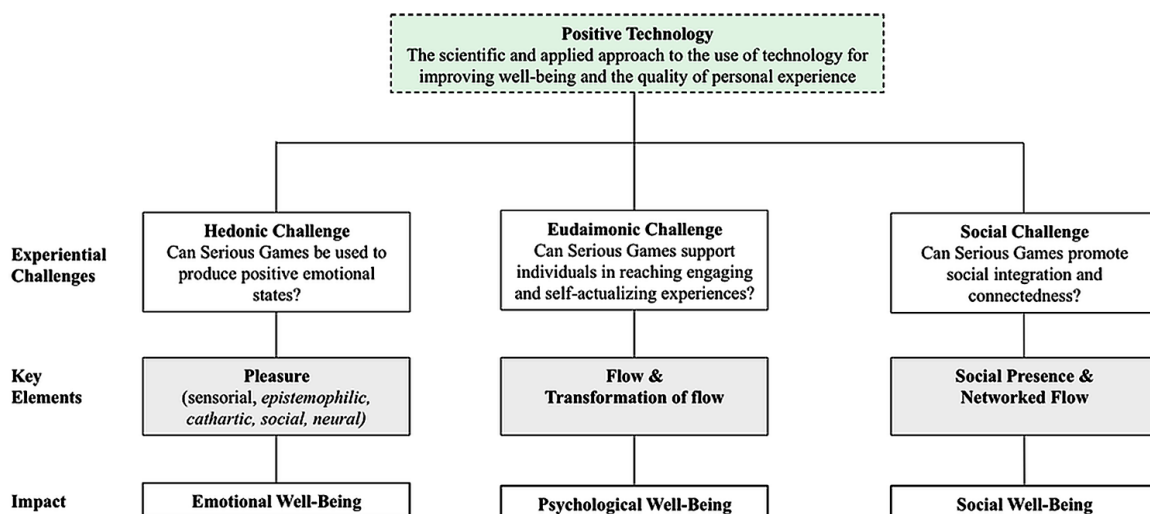 Positive Technology
The scientific and applied approach to the use of technology for
improving well-being and the quality of personal experience
Experiential
Challenges
Hedonic Challenge
Can Serious Games be used to
produce positive emotional
states?
Eudaimonic Challenge
Can Serious Games support
individuals in reaching engaging
and self-actualizing experiences?
Social Challenge
Can Serious Games promote
social integration and
connectedness?
Key
Elements
Pleasure
(sensorial, epistemophilic,
cathartic, social, neural)
Flow &
Transformation of flow
Social Presence &
Networked Flow
Impact
Emotional Well-Being
Psychological Well-Being
Social Well-Being